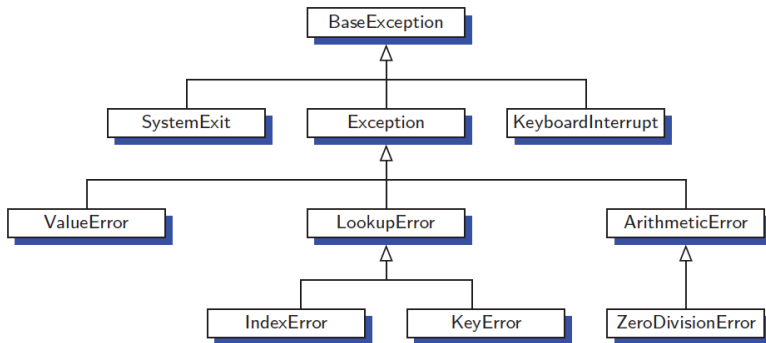 BaseException
SystemExit
Exception
KeyboardInterrupt
ValueError
LookupError
ArithmeticError
IndexError
KeyError
ZeroDivisionError